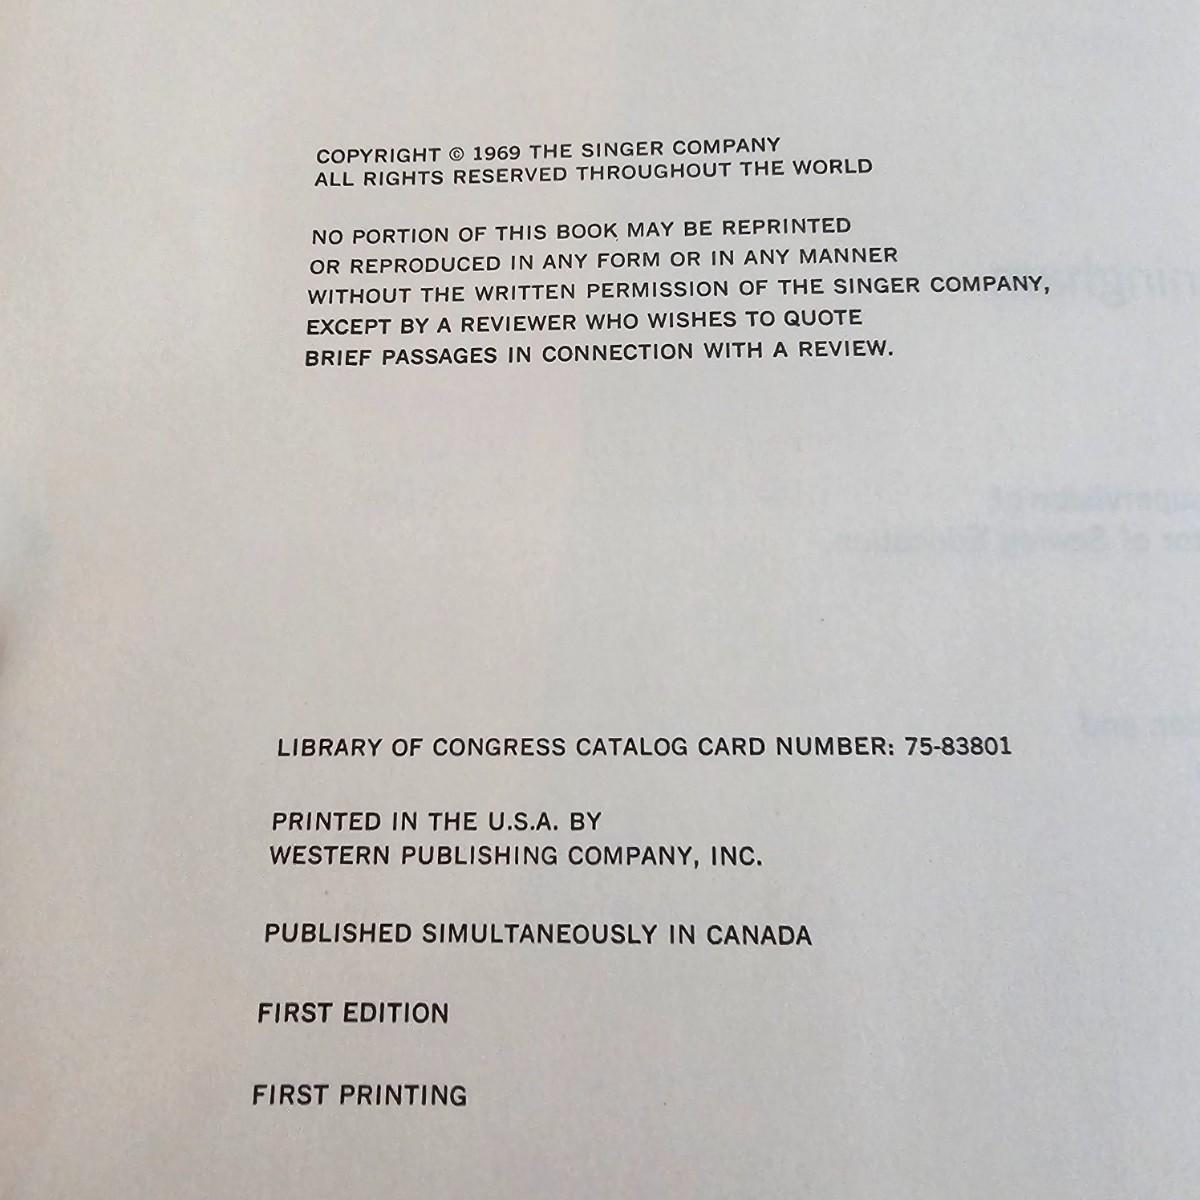 COPYRIGHT © 1969 THE SINGER COMPANY
ALL RIGHTS RESERVED THROUGHOUT THE WORLD
NO PORTION OF THIS BOOK MAY BE REPRINTED
OR REPRODUCED IN ANY FORM OR IN ANY MANNER
WITHOUT THE WRITTEN PERMISSION OF THE SINGER COMPANY,
EXCEPT BY A REVIEWER WHO WISHES TO QUOTE
BRIEF PASSAGES IN CONNECTION WITH A REVIEW.
LIBRARY OF CONGRESS CATALOG CARD NUMBER: 75-83801
PRINTED IN THE U.S.A. BY
WESTERN PUBLISHING COMPANY, INC.
PUBLISHED SIMULTANEOUSLY IN CANADA
FIRST EDITION
FIRST PRINTING